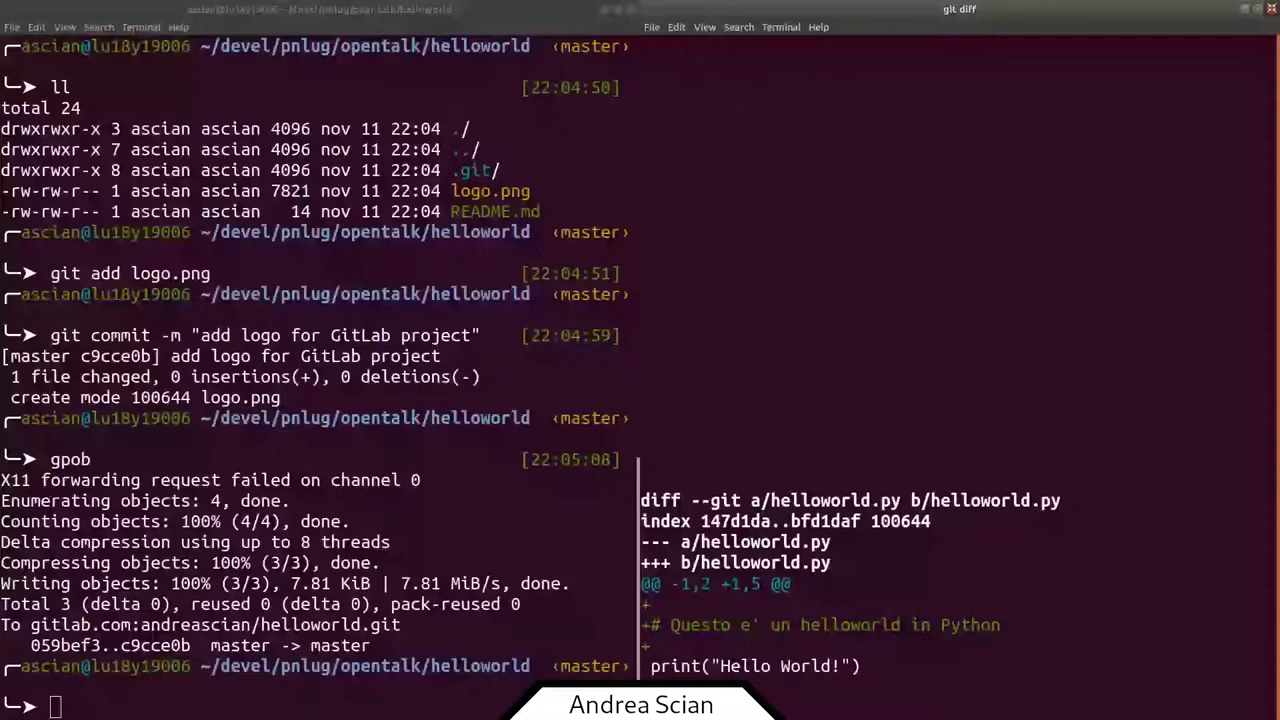 ascian@lu18y19006 ~/devel/pnlug/opentalk/helloworld
File Edit View Search Terminal Help
ascian@lu18y19006 ~/devel/pnlug/opentalk/helloworld ‹master›
ll [22:04:50]
total 24
drwxrwxr-x 3 ascian ascian 4096 nov 11 22:04 ./
drwxrwxr-x 7 ascian ascian 4096 nov 11 22:04 ../
drwxrwxr-x 8 ascian ascian 4096 nov 11 22:04 .git/
-rw-rw-r-- 1 ascian ascian 7821 nov 11 22:04 logo.png
-rw-rw-r-- 1 ascian ascian   14 nov 11 22:04 README.md
ascian@lu18y19006 ~/devel/pnlug/opentalk/helloworld ‹master›
git add logo.png [22:04:51]
ascian@lu18y19006 ~/devel/pnlug/opentalk/helloworld ‹master›
git commit -m "add logo for GitLab project" [22:04:59]
[master c9cce0b] add logo for GitLab project
1 file changed, 0 insertions(+), 0 deletions(-)
create mode 100644 logo.png
ascian@lu18y19006 ~/devel/pnlug/opentalk/helloworld ‹master›
gpob [22:05:08]
X11 forwarding request failed on channel 0
Enumerating objects: 4, done.
Counting objects: 100% (4/4), done.
Delta compression using up to 8 threads
Compressing objects: 100% (3/3), done.
Writing objects: 100% (3/3), 7.81 KiB | 7.81 MiB/s, done.
Total 3 (delta 0), reused 0 (delta 0), pack-reused 0
To gitlab.com:andreascian/helloworld.git
059bef3..c9cce0b  master -> master
ascian@lu18y19006 ~/devel/pnlug/opentalk/helloworld ‹master›
git diff
File Edit View Search Terminal Help
diff --git a/helloworld.py b/helloworld.py
index 147d1da..bfd1daf 100644
--- a/helloworld.py
+++ b/helloworld.py
@@ -1,2 +1,5 @@
+
+# Questo e' un helloworld in Python
+
print("Hello World!")
Andrea Scian